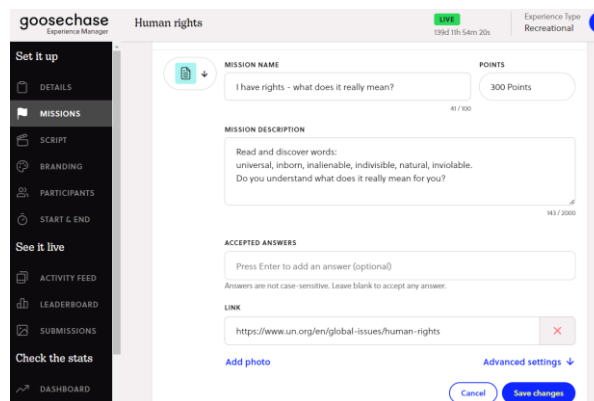 goosechase
Experience Manager
Human rights
LIVE
139d 11h 54m 20s
Experience Type
Recreational
Set it up
DETAILS
MISSIONS
SCRIPT
BRANDING
PARTICIPANTS
START & END
See it live
ACTIVITY FEED
LEADERBOARD
SUBMISSIONS
Check the stats
DASHBOARD
MISSION NAME
POINTS
I have rights - what does it really mean?
300 Points
41 / 100
MISSION DESCRIPTION
Read and discover words:
universal, inborn, inalienable, indivisible, natural, inviolable.
Do you understand what does it really mean for you?
143 / 2000
ACCEPTED ANSWERS
Press Enter to add an answer (optional)
Answers are not case-sensitive. Leave blank to accept any answer.
LINK
https://www.un.org/en/global-issues/human-rights
Add photo
Advanced settings
Cancel
Save changes